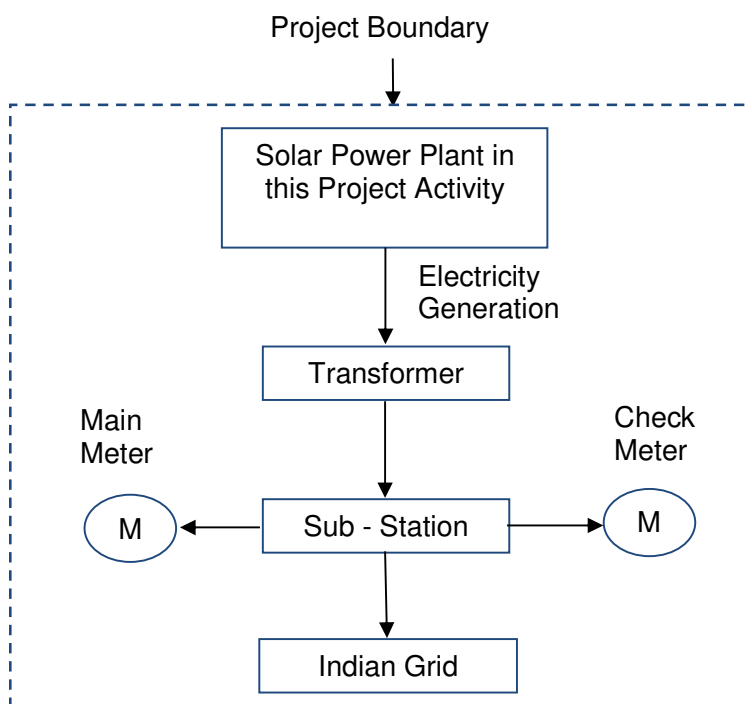 Project Boundary
Solar Power Plant in
this Project Activity
Electricity
Generation
Transformer
Main
Meter
Check
Meter
M
Sub - Station
M
Indian Grid